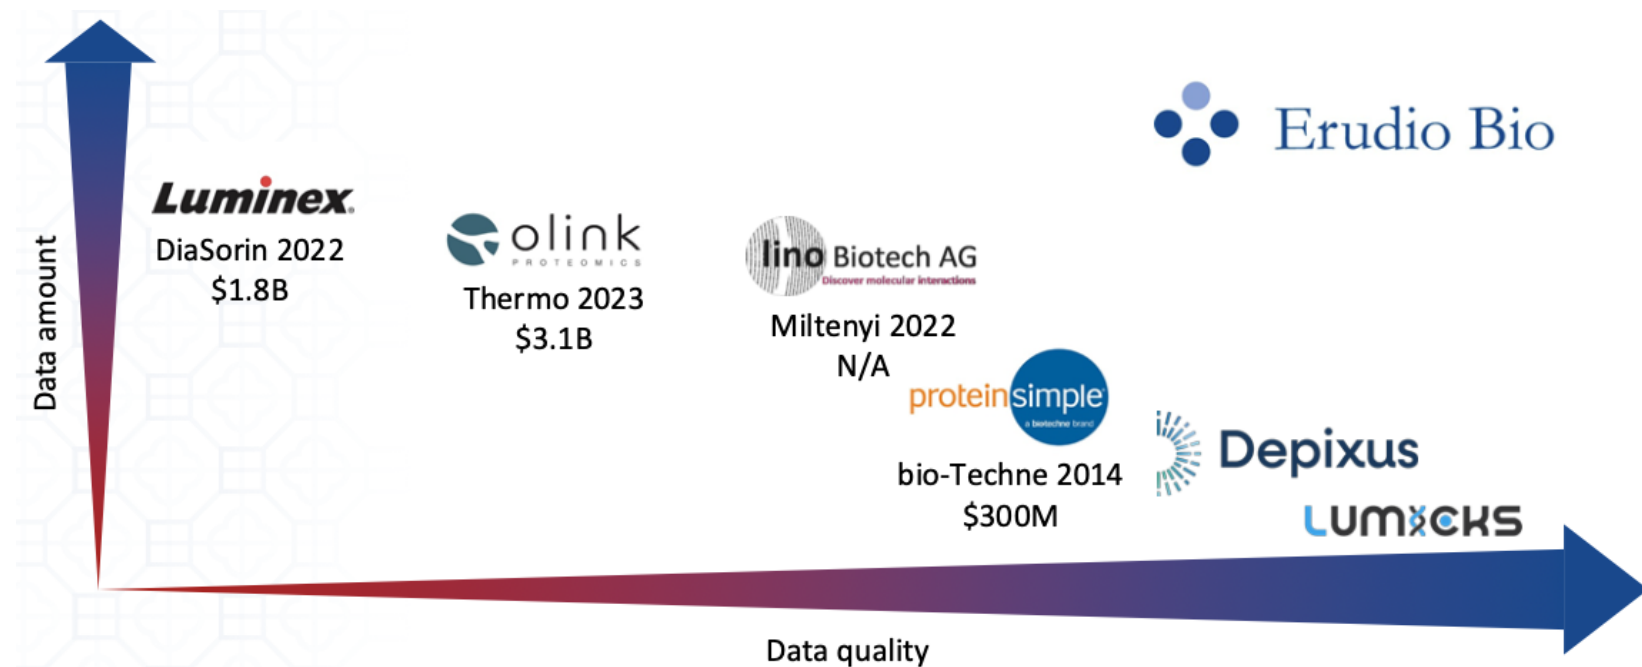 Erudio Bio
Luminex
DiaSorin 2022
$1.8B
olink
PROTEOMICS
Thermo 2023
$3.1B
lino Biotech AG
Discover molecular interactions
Miltenyi 2022
N/A
proteinsimple
a biotechne brand
bio-Techne 2014
$300M
Depixus
LUMICKS
Data amount
Data quality